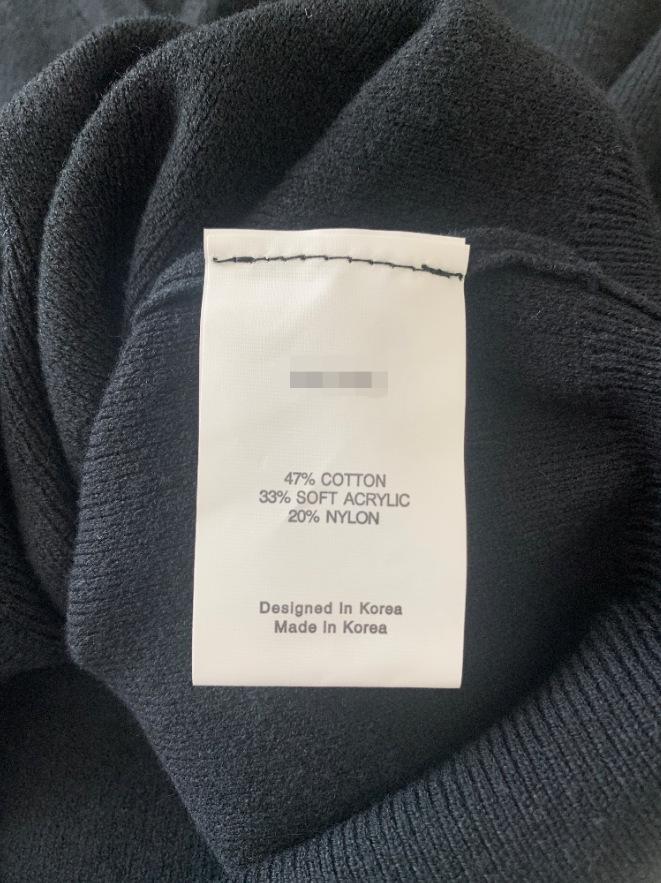 47% COTTON
33% SOFT ACRYLIC
20% NYLON
Designed In Korea
Made In Korea